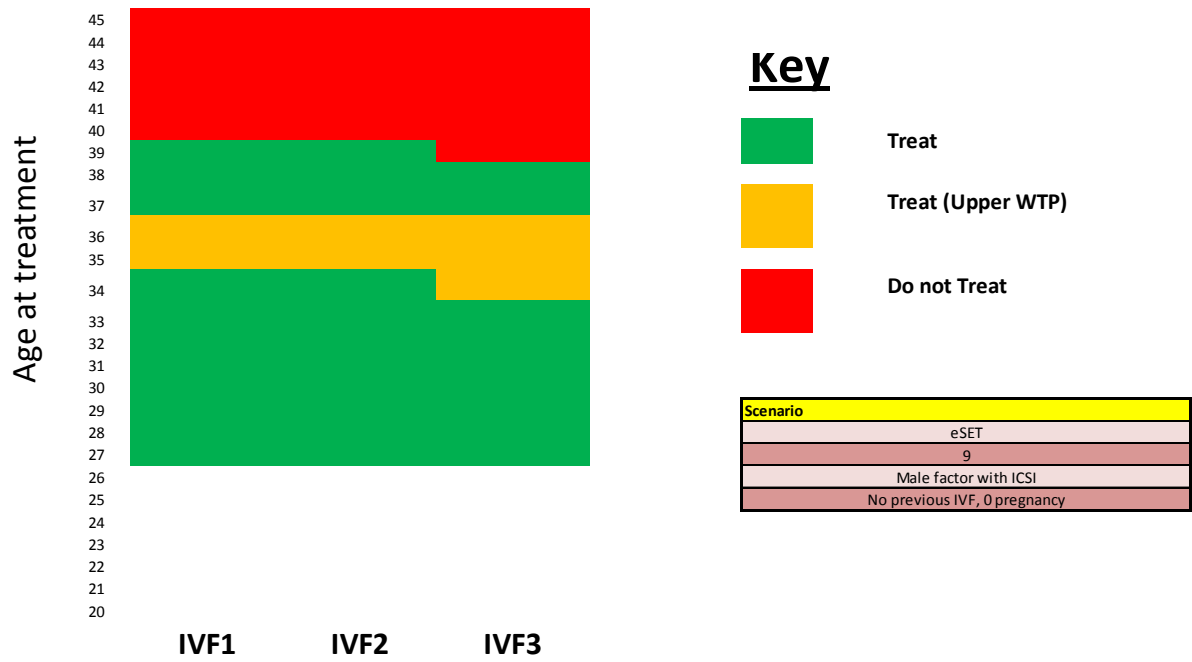 Age at treatment
45
44
43
42
41
40
39
38
37
36
35
34
33
32
31
30
29
28
27
26
25
24
23
22
21
20
IVF1 IVF2 IVF3
Key
Treat
Treat (Upper WTP)
Do not Treat
Scenario
eSET
9
Male factor with ICSI
No previous IVF, 0 pregnancy